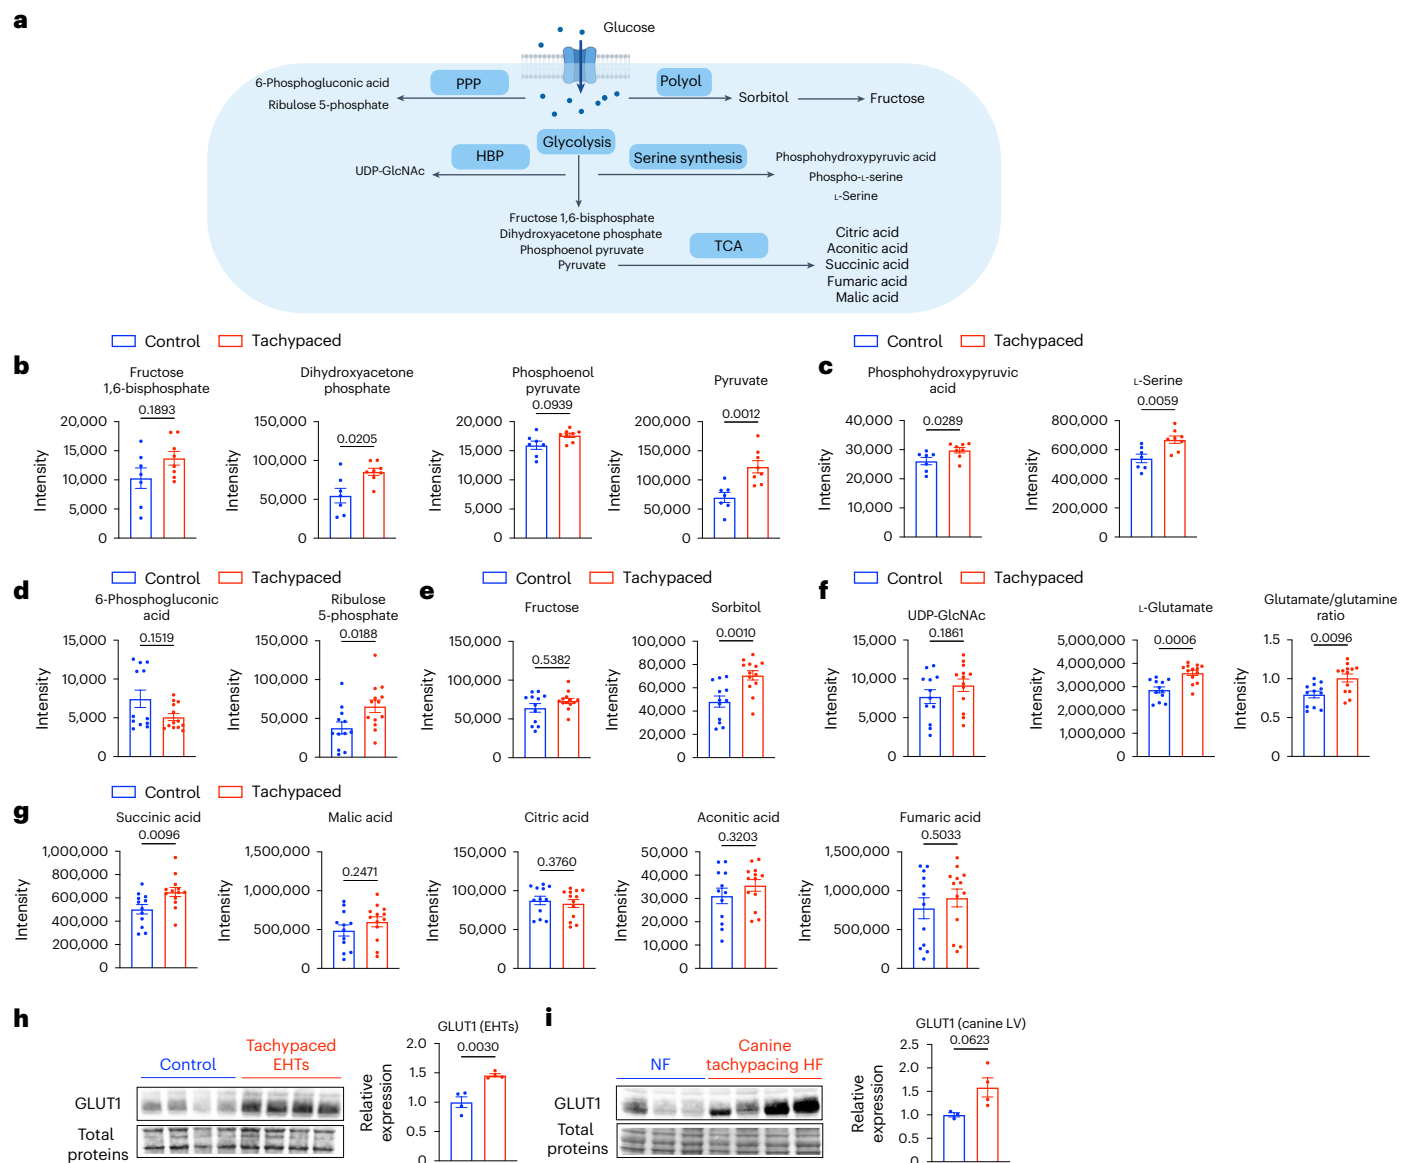 a
Glucose
6-Phosphogluconic acid
Ribulose 5-phosphate
PPP
Polyol
Sorbitol
Fructose
Glycolysis
HBP
UDP-GlcNAc
Serine synthesis
Phosphohydroxypyruvic acid
Phospho-L-serine
L-Serine
Fructose 1,6-bisphosphate
Dihydroxyacetone phosphate
Phosphoenol pyruvate
Pyruvate
TCA
Citric acid
Aconitic acid
Succinic acid
Fumaric acid
Malic acid
Control Tachypaced
b
Fructose
1,6-bisphosphate
0.1893
20,000
15,000
10,000
5,000
0
Intensity
Dihydroxyacetone
phosphate
0.0205
150,000
100,000
50,000
0
Intensity
Phosphoenol
pyruvate
0.0939
20,000
15,000
10,000
5,000
0
Intensity
Pyruvate
0.0012
200,000
150,000
100,000
50,000
0
Intensity
Control Tachypaced
c
Phosphohydroxypyruvic
acid
0.0289
40,000
30,000
20,000
10,000
0
Intensity
L-Serine
0.0059
800,000
600,000
400,000
200,000
0
Intensity
Control Tachypaced
d
6-Phosphogluconic
acid
0.1519
15,000
10,000
5,000
0
Intensity
Ribulose
5-phosphate
0.0188
150,000
100,000
50,000
0
Intensity
Control Tachypaced
e
Fructose
0.5382
150,000
100,000
50,000
0
Intensity
Sorbitol
0.0010
100,000
80,000
60,000
40,000
20,000
0
Intensity
Control Tachypaced
f
UDP-GlcNAc
0.1861
15,000
10,000
5,000
0
Intensity
L-Glutamate
0.0006
5,000,000
4,000,000
3,000,000
2,000,000
1,000,000
0
Intensity
Glutamate/glutamine
ratio
0.0096
1.5
1.0
0.5
0
Intensity
Control Tachypaced
g
Succinic acid
0.0096
1,000,000
800,000
600,000
400,000
200,000
0
Intensity
Malic acid
0.2471
1,500,000
1,000,000
500,000
0
Intensity
Citric acid
0.3760
150,000
100,000
50,000
0
Intensity
Aconitic acid
0.3203
50,000
40,000
30,000
20,000
10,000
0
Intensity
Fumaric acid
0.5033
1,500,000
1,000,000
500,000
0
Intensity
h
Control
Tachypaced
EHTs
GLUT1
Total
proteins
GLUT1 (EHTs)
0.0030
2.0
1.5
1.0
0.5
0
Relative
expression
i
NF
Canine
tachypacing HF
GLUT1
Total
proteins
GLUT1 (canine LV)
0.0623
2.5
2.0
1.5
1.0
0.5
0
Relative
expression